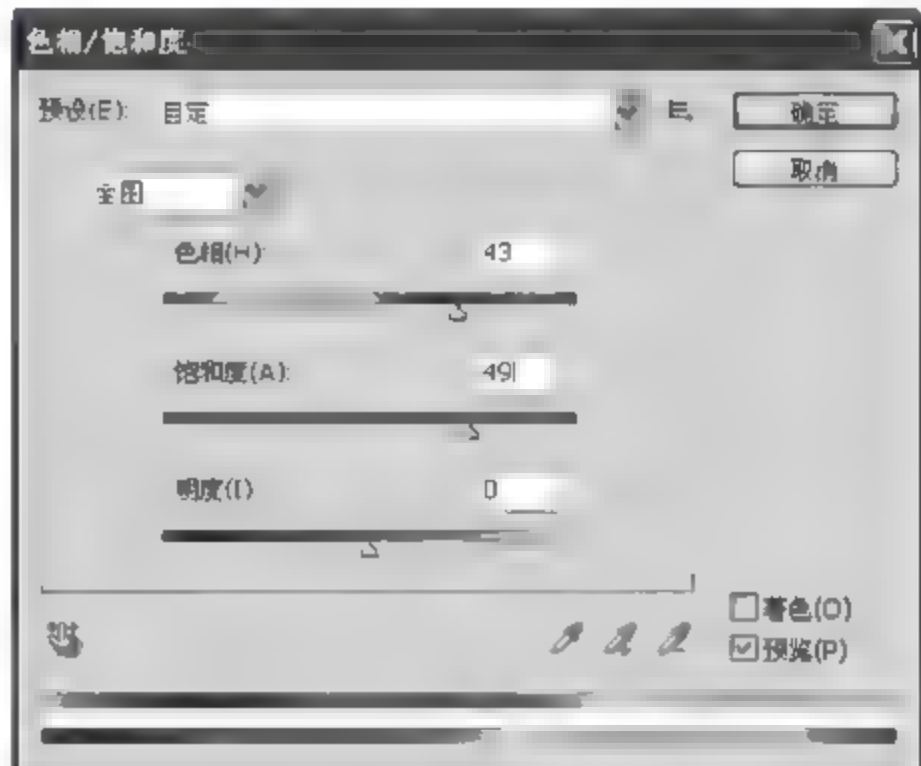 色相/饱和度
预设(E): 自定
确定
取消
全图
色相(H): 43
饱和度(A): 49
明度(I) 0
着色(O)
预览(P)